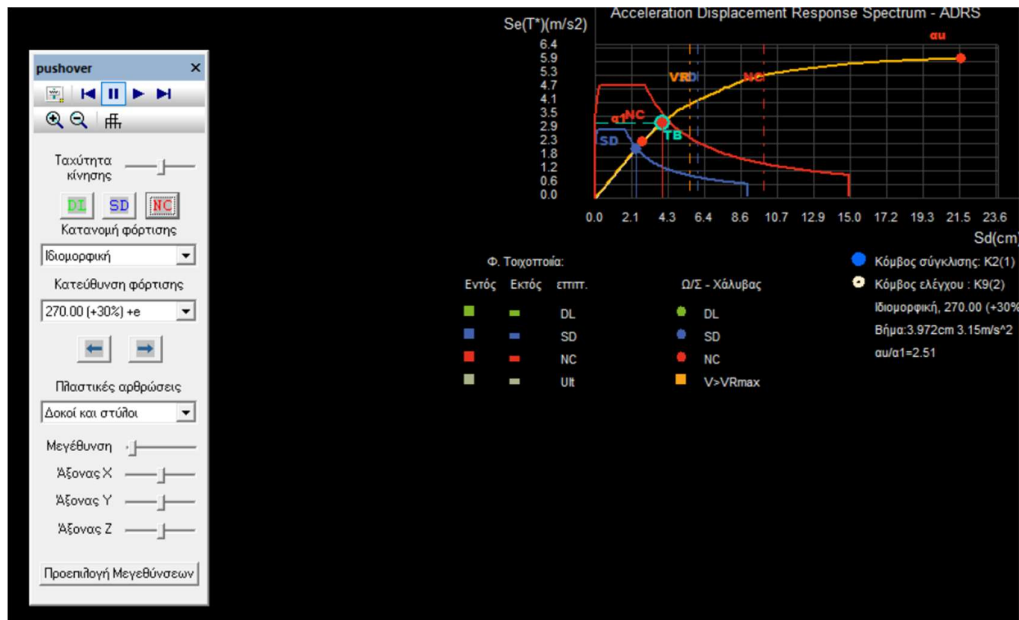 pushover
Ταχύτητα
κίνησης
DL SD NC
Κατανομή φόρτισης
Ιδιομορφική
Κατεύθυνση φόρτισης
270.00 (+30%) +e
Πλαστικές αρθρώσεις
Δοκοί και στύλοι
Μεγέθυνση
Άξονας X
Άξονας Y
Άξονας Z
Προεπιλογή Μεγεθύνσεων
Acceleration Displacement Response Spectrum - ADRS
Se(T*)(m/s2)
6.4
5.9
5.3
4.7
4.1
3.5
2.9
2.3
1.8
1.2
0.6
0.0
αu
NC
α1 NC
TB
SD
0.0 2.1 4.3 6.4 8.6 10.7 12.9 15.0 17.2 19.3 21.5 23.6
Sd(cm)
Φ. Τοιχοποιία:
Εντός Εκτός επιπ.
DL
SD
NC
Ult
Ω/Σ - Χάλυβας
DL
SD
NC
V>VRmax
Κόμβος σύγκλισης: K2(1)
Κόμβος ελέγχου : K9(2)
Ιδιομορφική, 270.00 (+30%
Βήμα:3.972cm 3.15m/s^2
αu/α1=2.51